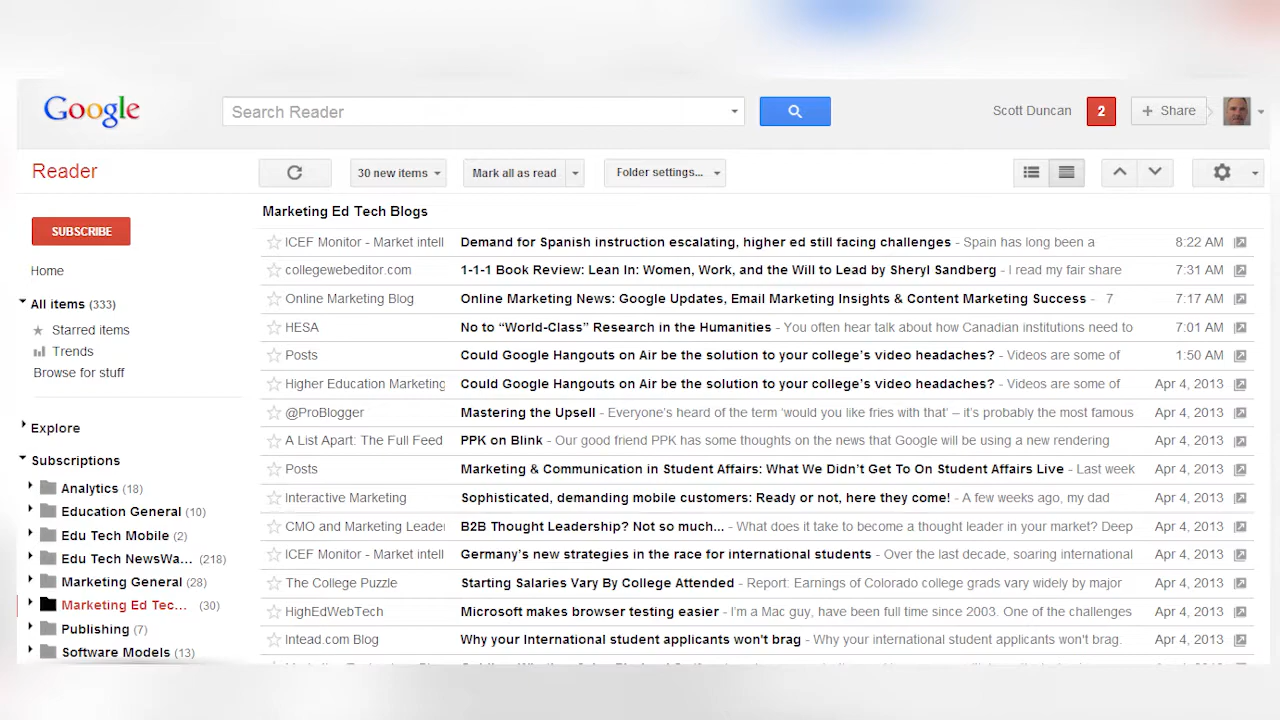 Google
Search Reader
Scott Duncan 2 + Share
Reader
30 new items Mark all as read Folder settings...
SUBSCRIBE
Home
All items (333)
Starred items
Trends
Browse for stuff
Explore
Subscriptions
Analytics (18)
Education General (10)
Edu Tech Mobile (2)
Edu Tech NewsWa... (218)
Marketing General (28)
Marketing Ed Tec... (30)
Publishing (7)
Software Models (13)
Marketing Ed Tech Blogs
ICEF Monitor - Market intell Demand for Spanish instruction escalating, higher ed still facing challenges - Spain has long been a 8:22 AM
collegewebeditor.com 1-1-1 Book Review: Lean In: Women, Work, and the Will to Lead by Sheryl Sandberg - I read my fair share 7:31 AM
Online Marketing Blog Online Marketing News: Google Updates, Email Marketing Insights & Content Marketing Success - 7 7:17 AM
HESA No to “World-Class” Research in the Humanities - You often hear talk about how Canadian institutions need to 7:01 AM
Posts Could Google Hangouts on Air be the solution to your college’s video headaches? - Videos are some of 1:50 AM
Higher Education Marketing Could Google Hangouts on Air be the solution to your college’s video headaches? - Videos are some of Apr 4, 2013
@ProBlogger Mastering the Upsell - Everyone’s heard of the term ‘would you like fries with that’ – it’s probably the most famous Apr 4, 2013
A List Apart: The Full Feed PPK on Blink - Our good friend PPK has some thoughts on the news that Google will be using a new rendering Apr 4, 2013
Posts Marketing & Communication in Student Affairs: What We Didn’t Get To On Student Affairs Live - Last week Apr 4, 2013
Interactive Marketing Sophisticated, demanding mobile customers: Ready or not, here they come! - A few weeks ago, my dad Apr 4, 2013
CMO and Marketing Leader B2B Thought Leadership? Not so much... - What does it take to become a thought leader in your market? Deep Apr 4, 2013
ICEF Monitor - Market intell Germany’s new strategies in the race for international students - Over the last decade, soaring international Apr 4, 2013
The College Puzzle Starting Salaries Vary By College Attended - Report: Earnings of Colorado college grads vary widely by major Apr 4, 2013
HighEdWebTech Microsoft makes browser testing easier - I’m a Mac guy, have been full time since 2003. One of the challenges Apr 4, 2013
Intead.com Blog Why your International student applicants won't brag - Why your international student applicants won't brag. Apr 4, 2013